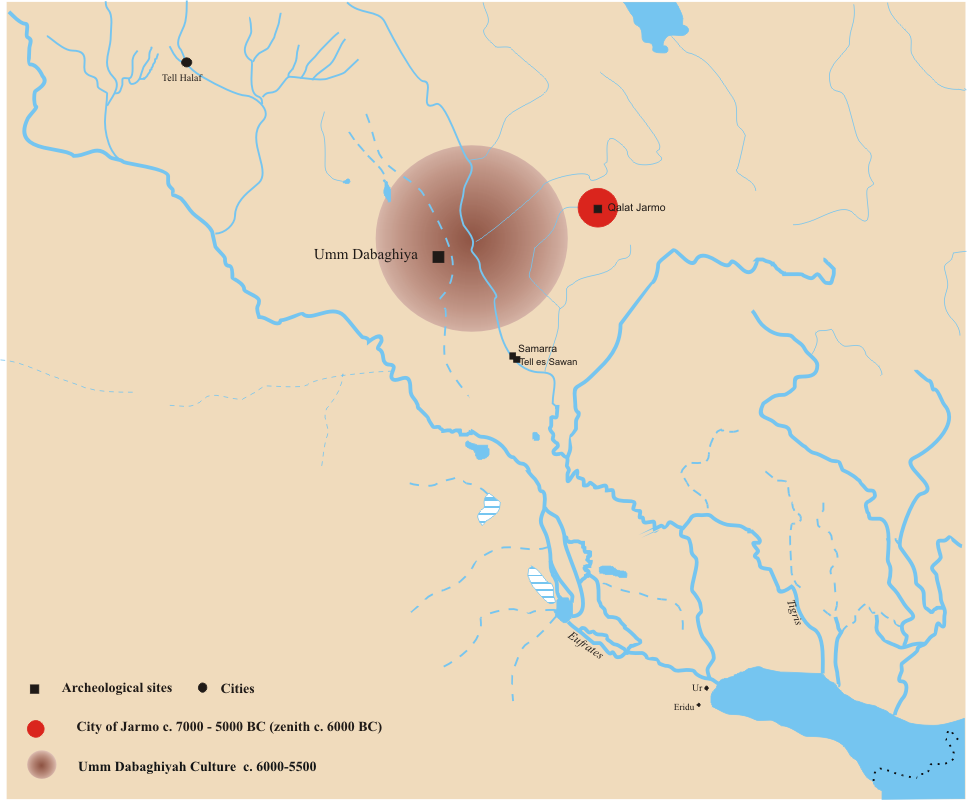 Tell Halaf
Qalat Jarmo
Umm Dabaghiya
Samarra
Tell es Sawan
Tigris
Eufrates
Ur
Eridu
Archeological sites
Cities
City of Jarmo c. 7000 - 5000 BC (zenith c. 6000 BC)
Umm Dabaghiyah Culture c. 6000-5500